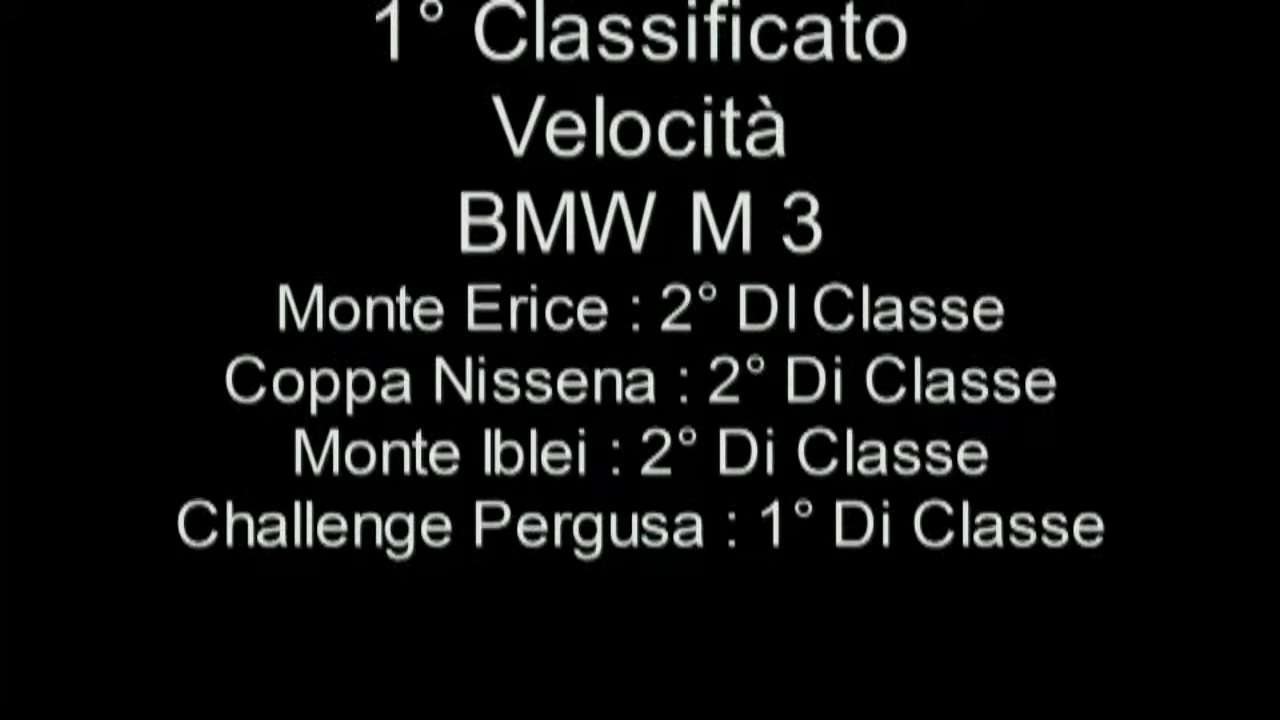 1° Classificato
Velocità
BMW M 3
Monte Erice : 2° DI Classe
Coppa Nissena : 2° Di Classe
Monte Iblei : 2° Di Classe
Challenge Pergusa : 1° Di Classe